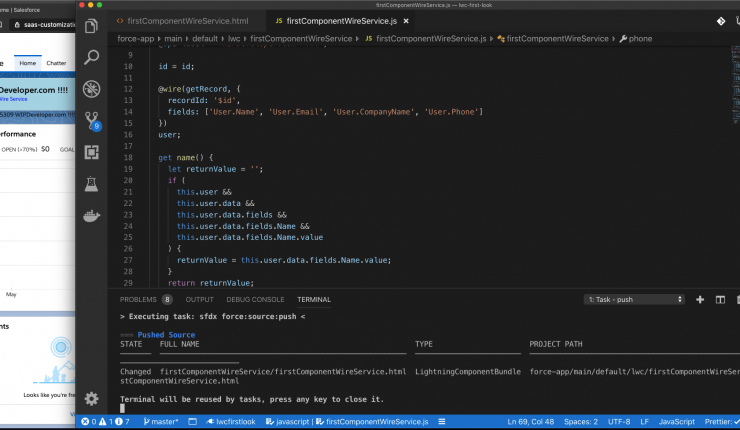 firstComponentWireService.js — lwc-first-look
Home | Salesforce
saas-customizatio
Home
Chatter
Developer.com !!!!
Wire Service
5309 WIPDeveloper.com !!!!
erformance
OPEN (>70%) $0 GOAL
May
nts
Looks like you're free
firstComponentWireService.html
JS firstComponentWireService.js
force-app > main > default > lwc > firstComponentWireService > JS firstComponentWireService.js > firstComponentWireService > phone
9
10 id = id;
11
12 @wire(getRecord, {
13 recordId: '$id',
14 fields: ['User.Name', 'User.Email', 'User.CompanyName', 'User.Phone']
15 })
16 user;
17
18 get name() {
19 let returnValue = '';
20 if (
21 this.user &&
22 this.user.data &&
23 this.user.data.fields &&
24 this.user.data.fields.Name &&
25 this.user.data.fields.Name.value
26 ) {
27 returnValue = this.user.data.fields.Name.value;
28 }
29 return returnValue;
9
PROBLEMS 8 OUTPUT DEBUG CONSOLE TERMINAL 1: Task - push
> Executing task: sfdx force:source:push <
=== Pushed Source
STATE FULL NAME TYPE PROJECT PATH
Changed firstComponentWireService/firstComponentWireService.html LightningComponentBundle force-app/main/default/lwc/firstComponentWireSer
stComponentWireService.html
Terminal will be reused by tasks, press any key to close it.
0 1 7 master* lwcfirstlook javascript | firstComponentWireService.js Ln 69, Col 48 Spaces: 2 UTF-8 LF JavaScript Prettier: